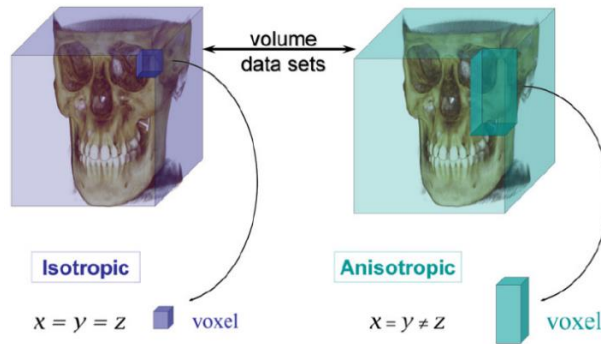 volume
data sets
Isotropic
Anisotropic
x = y = z voxel
x = y ≠ z voxel